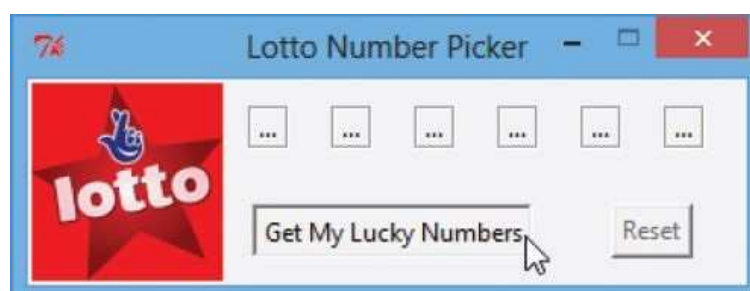 Lotto Number Picker
... ... ... ... ... ...
lotto
Get My Lucky Numbers
Reset